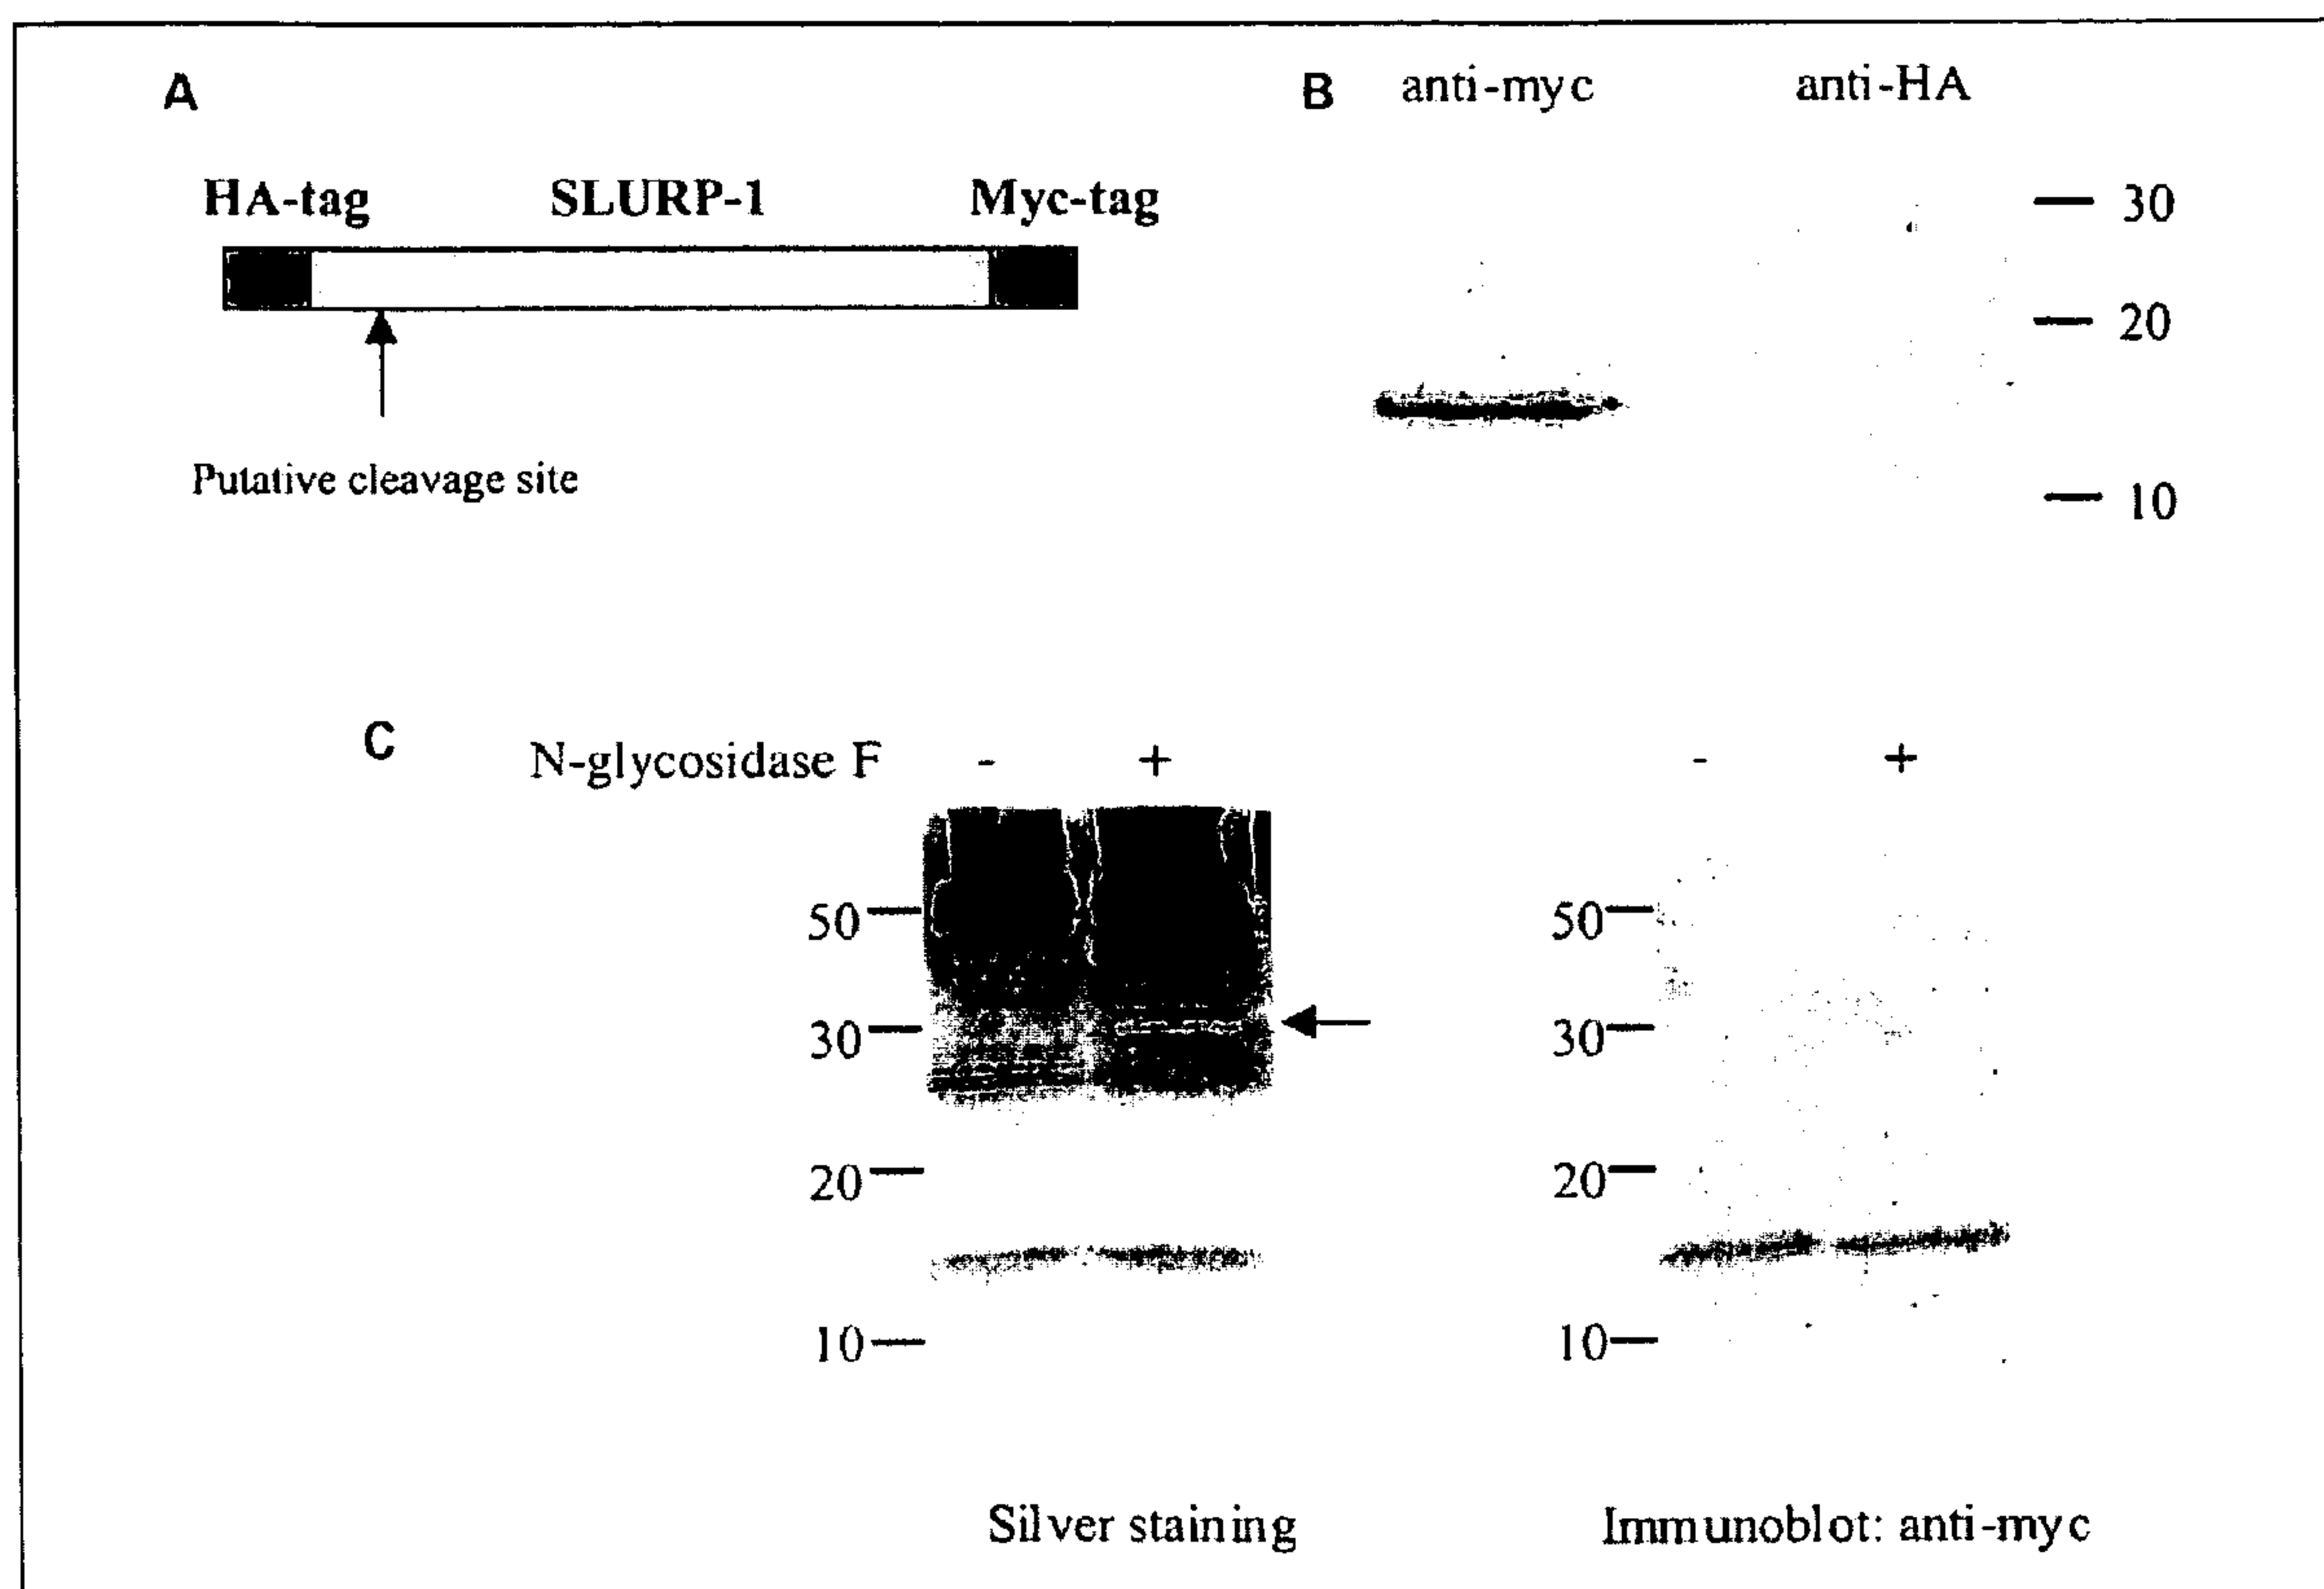 A
HA-tag SLURP-1 Myc-tag
Putative cleavage site
B anti-myc anti-HA
30
20
10
C N-glycosidase F - + - +
50 50
30 30
20 20
10 10
Silver staining Immunoblot: anti-myc